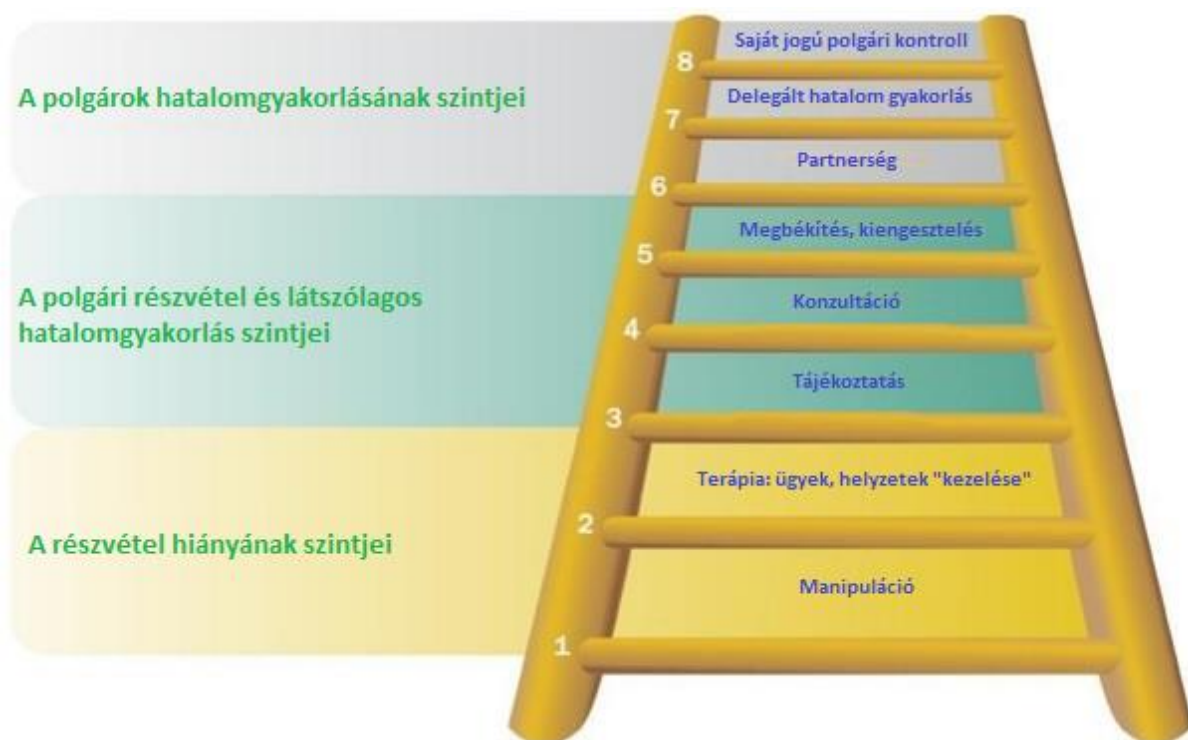 Saját jogú polgári kontroll
8
A polgárok hatalomgyakorlásának szintjei
Delegált hatalom gyakorlás
7
Partnerség
6
Megbékítés, kiengesztelés
5
A polgári részvétel és látszólagos
hatalomgyakorlás szintjei
Konzultáció
4
Tájékoztatás
3
Terápia: ügyek, helyzetek "kezelése"
2
A részvétel hiányának szintjei
Manipuláció
1